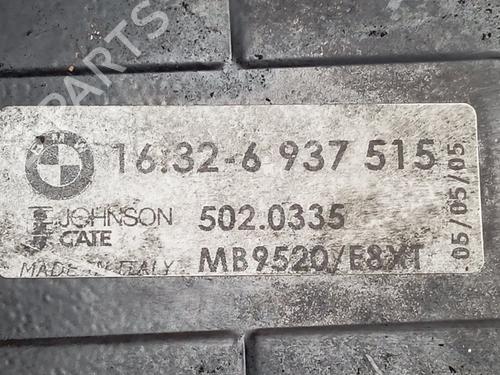 BMW
16.32-6 937 515
JOHNSON
GATE
502.0335
MADE IN ITALY
MB9520/E8XT
05/05/05
PARTS